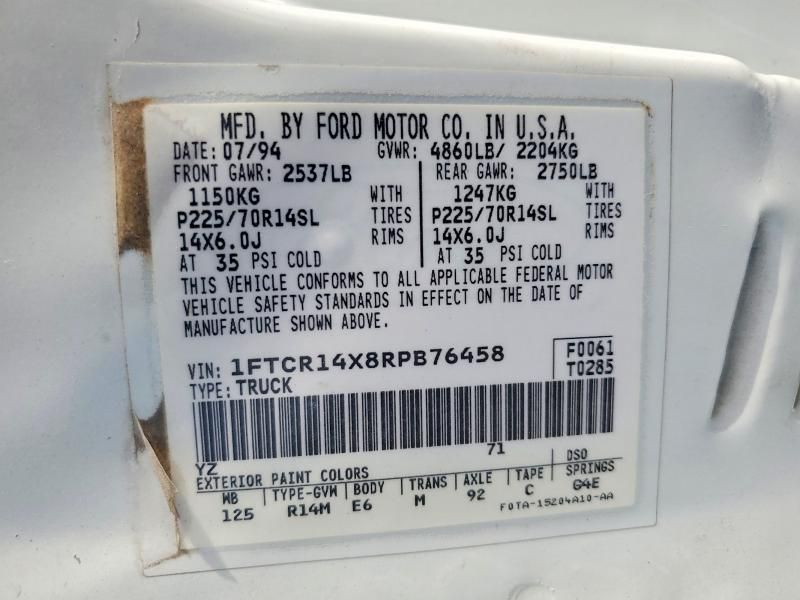 MFD. BY FORD MOTOR CO. IN U.S.A.
DATE: 07/94 GVWR: 4860LB/ 2204KG
FRONT GAWR: 2537LB REAR GAWR: 2750LB
1150KG WITH 1247KG WITH
P225/70R14SL TIRES P225/70R14SL TIRES
14X6.0J RIMS 14X6.0J RIMS
AT 35 PSI COLD AT 35 PSI COLD
THIS VEHICLE CONFORMS TO ALL APPLICABLE FEDERAL MOTOR
VEHICLE SAFETY STANDARDS IN EFFECT ON THE DATE OF
MANUFACTURE SHOWN ABOVE.
VIN: 1FTCR14X8RPB76458 F0061
TYPE: TRUCK T0285
YZ 71
EXTERIOR PAINT COLORS DSO
WB TYPE-GVW BODY TRANS AXLE TAPE SPRINGS
125 R14M E6 M 92 C G4E
F0TA-15204A10-AA